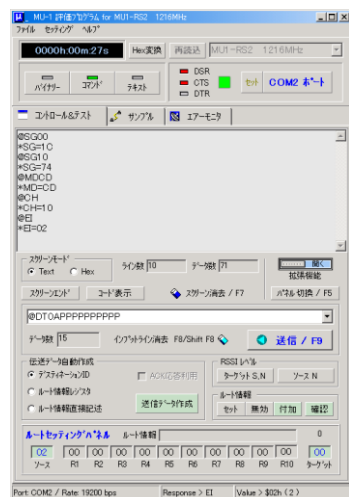 MU-1 評価プログラム for MU1-RS2 1216MHz
ファイル セッティング ヘルプ
0000h:00m:27s Hex変換 再読込 MU1-RS2 1216MHz
バイナリー コマンド テキスト
DSR
CTS
DTR
セット COM2 ポート
コントロール&テスト サンプル エアーモニタ
@SG00
*SG=1C
@SG10
*SG=74
@MDCD
*MD=CD
@CH
*CH=10
@EI
*EI=02
スクリーンモード
Text Hex
ライン数 10 データ数 71
開く
拡張機能
スクリーンエンド コード表示 スクリーン消去 / F7 パネル切換 / F5
@DT0APPPPPPPPPP
データ数 15 インプットライン消去 F8/Shift F8 送信 / F9
伝送データ自動作成
デスティネーションID
ルート情報レジスタ
ルート情報直接記述
ACK応答利用
送信データ作成
RSSI レベル
ターゲット S,N ソース N
ルート情報
セット 無効 付加 確認
ルートセッティングパネル ルート情報 0
02 00 00 00 00 00 00 00 00 00 00 00
ソース R1 R2 R3 R4 R5 R6 R7 R8 R9 R10 ターゲット
Port: COM2 / Rate: 19200 bps Response > EI Value > $02h ( 2 )